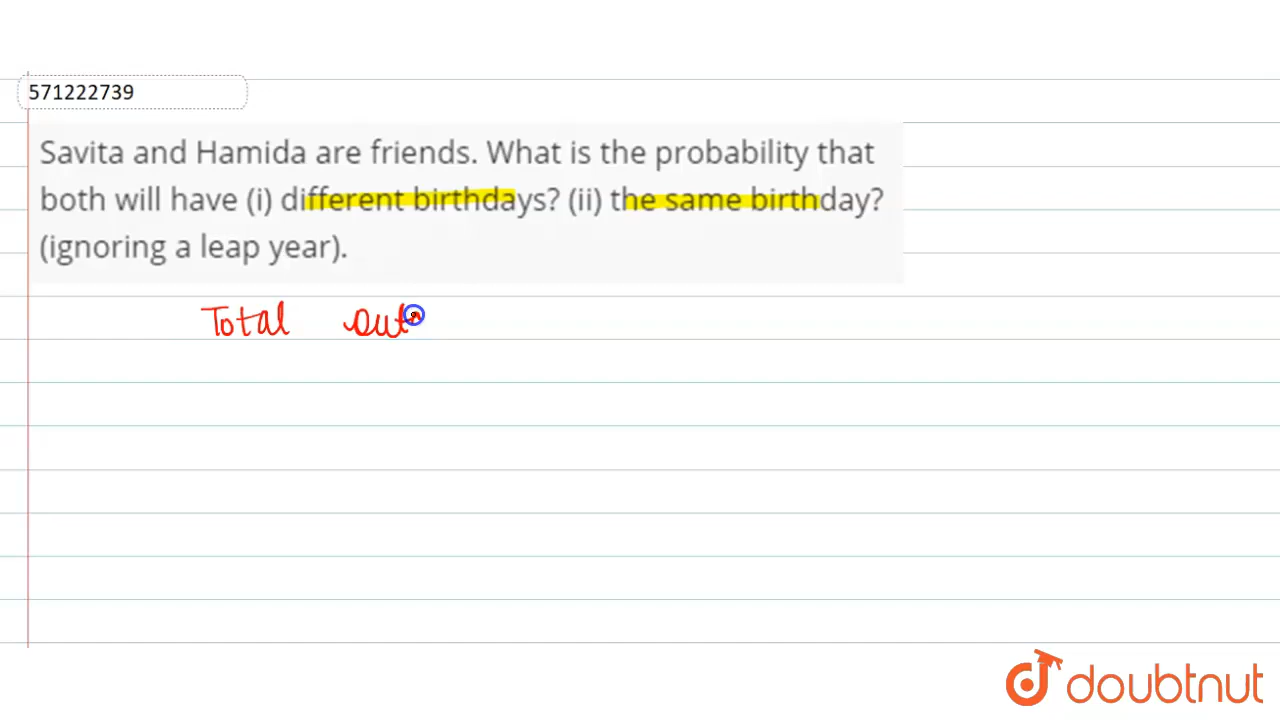 571222739
Savita and Hamida are friends. What is the probability that
both will have (i) different birthdays? (ii) the same birthday?
(ignoring a leap year).
Total
doubtnut